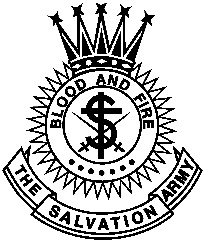 BLOOD AND FIRE
S
THE SALVATION ARMY